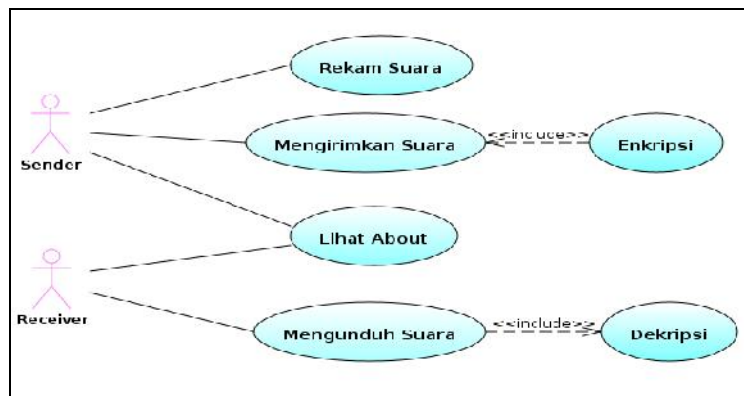 Rekam Suara
Sender
Mengirimkan Suara
<<include>>
Enkripsi
Lihat About
Receiver
Mengunduh Suara
<<include>>
Dekripsi